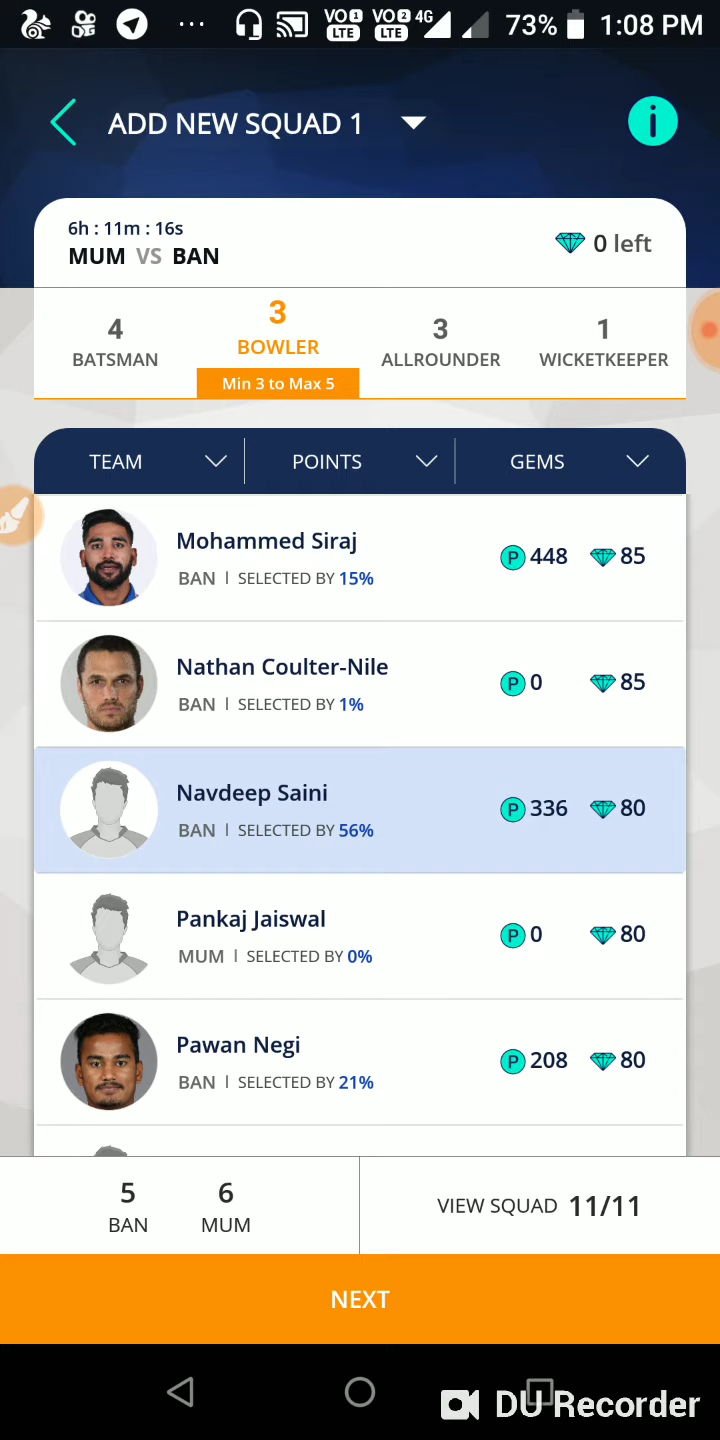 VO 1 LTE VO 2 LTE 4G 73% 1:08 PM
ADD NEW SQUAD 1
i
6h : 11m : 16s
MUM VS BAN
0 left
4 3 3 1
BATSMAN BOWLER ALLROUNDER WICKETKEEPER
Min 3 to Max 5
TEAM POINTS GEMS
Mohammed Siraj
P 448 85
BAN | SELECTED BY 15%
Nathan Coulter-Nile
P 0 85
BAN | SELECTED BY 1%
Navdeep Saini
P 336 80
BAN | SELECTED BY 56%
Pankaj Jaiswal
P 0 80
MUM | SELECTED BY 0%
Pawan Negi
P 208 80
BAN | SELECTED BY 21%
5 6
BAN MUM
VIEW SQUAD 11/11
NEXT
DU Recorder